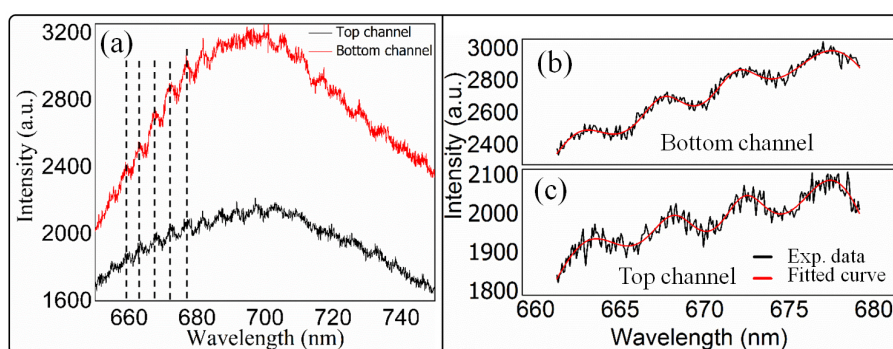 (a)
Top channel
Bottom channel
3200
2800
2400
2000
1600
Intensity (a.u.)
660 680 700 720 740
Wavelength (nm)
(b)
3000
2800
2600
2400
Bottom channel
(c)
2100
2000
1900
1800
Intensity (a.u.)
Top channel
Exp. data
Fitted curve
660 665 670 675 680
Wavelength (nm)